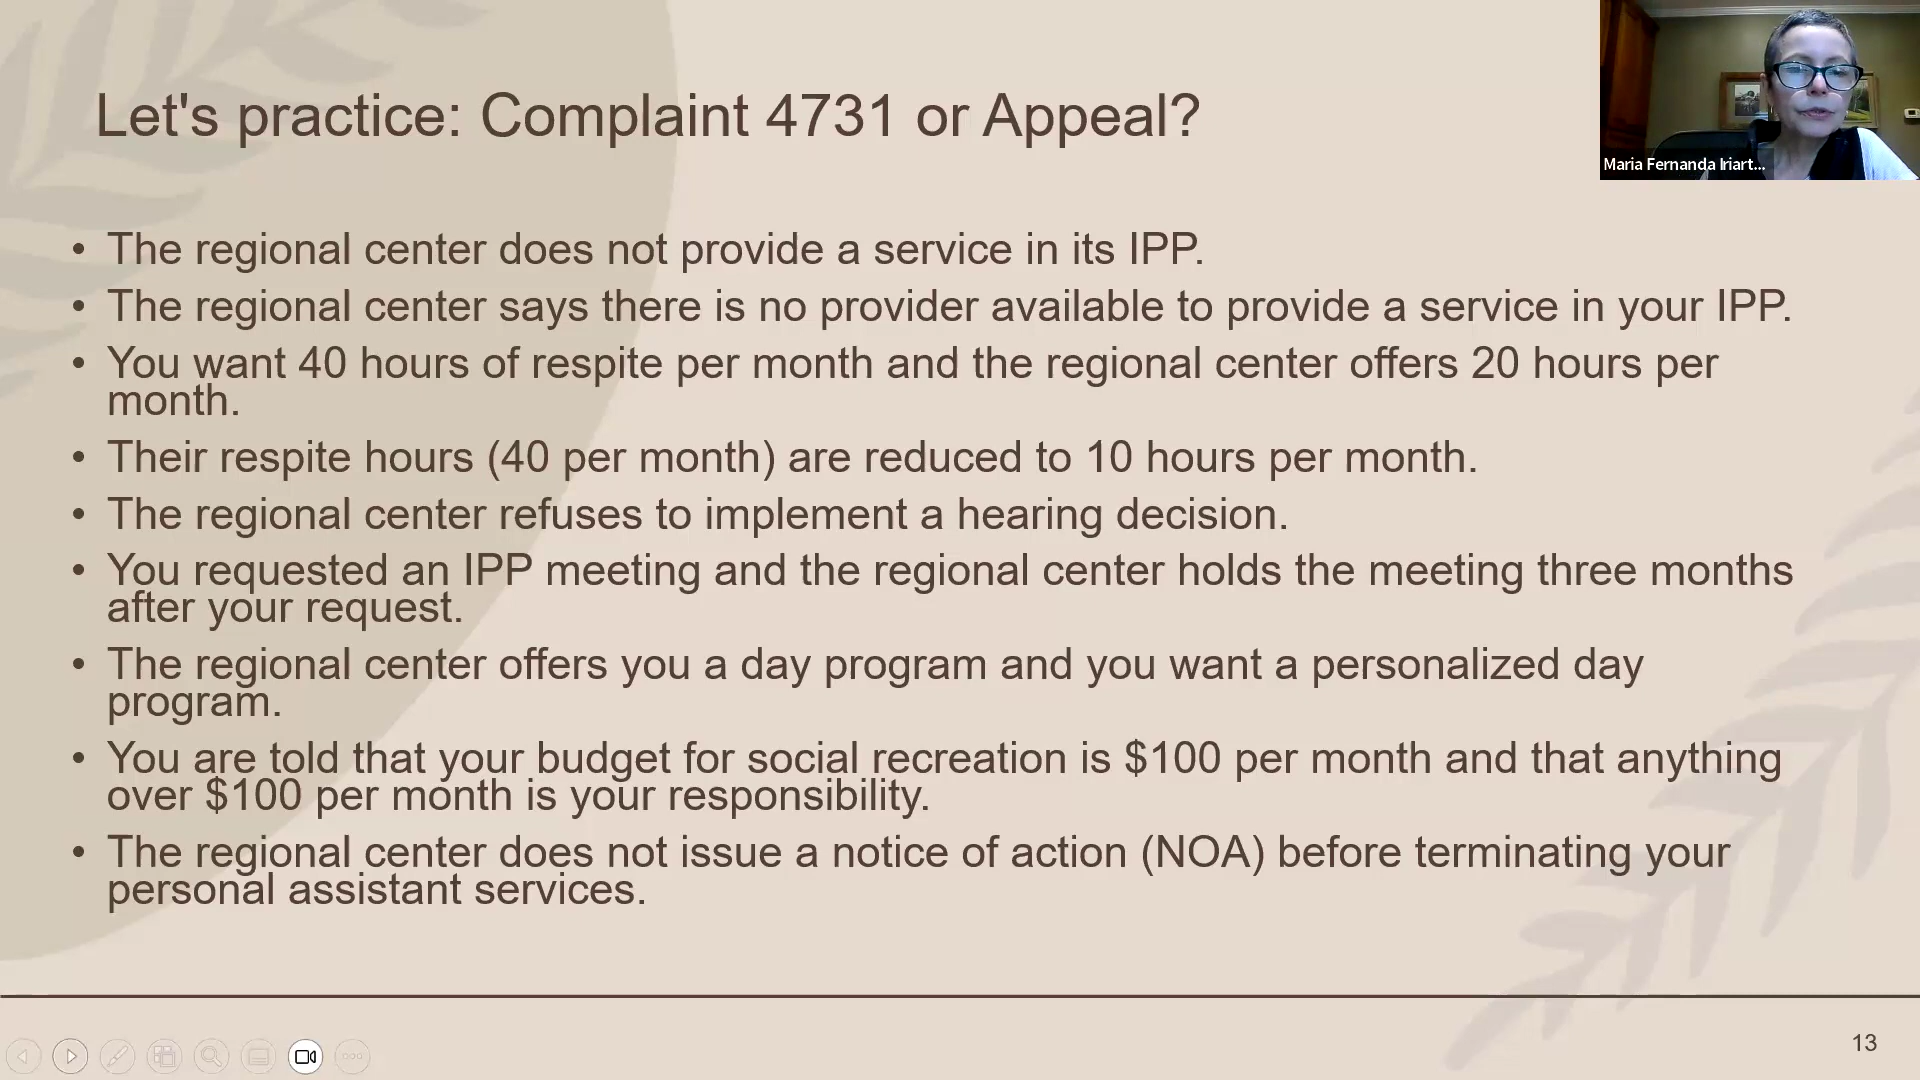 Let's practice: Complaint 4731 or Appeal?
Maria Fernanda Iriart...
• The regional center does not provide a service in its IPP.
• The regional center says there is no provider available to provide a service in your IPP.
• You want 40 hours of respite per month and the regional center offers 20 hours per
month.
• Their respite hours (40 per month) are reduced to 10 hours per month.
• The regional center refuses to implement a hearing decision.
• You requested an IPP meeting and the regional center holds the meeting three months
after your request.
• The regional center offers you a day program and you want a personalized day
program.
• You are told that your budget for social recreation is $100 per month and that anything
over $100 per month is your responsibility.
• The regional center does not issue a notice of action (NOA) before terminating your
personal assistant services.
13